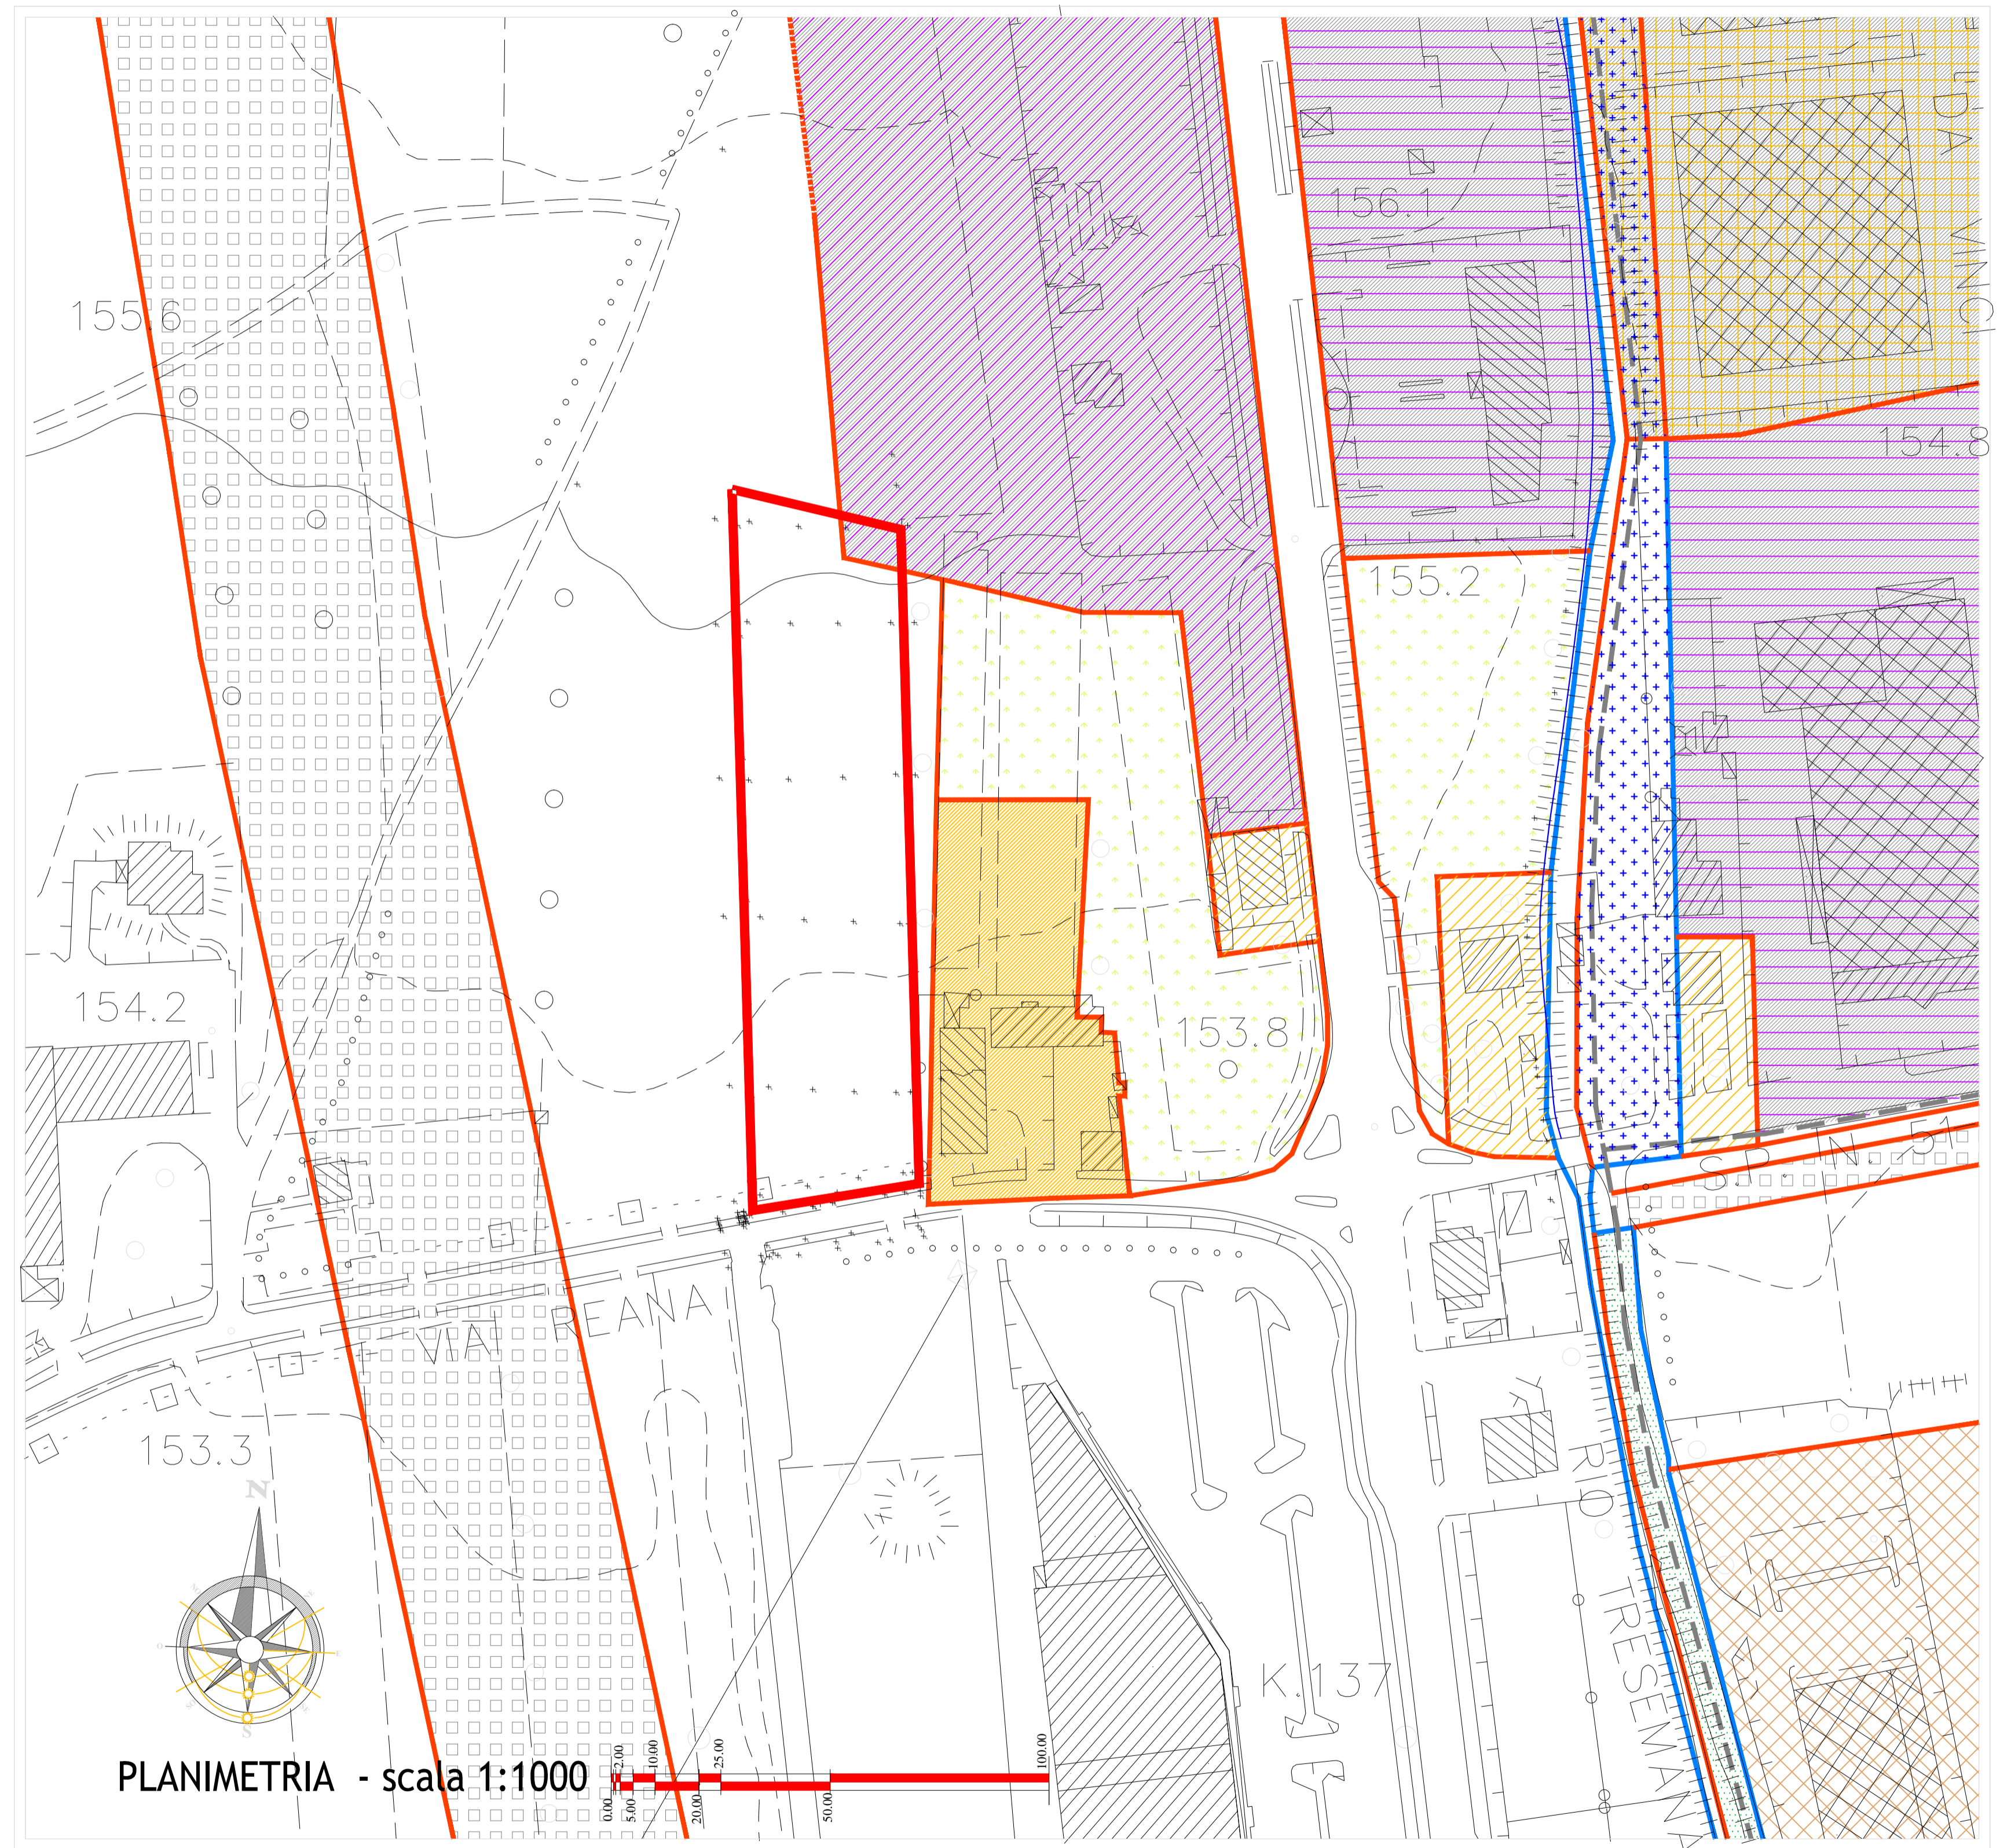 156.1
155.6
154.8
155.2
154.2
153.8
S.P. N. 51
VIA REANA
153.3
N
RIO TRESEMANE
O
E
S
K.137
PLANIMETRIA - scala 1:1000
0.00 2.00 5.00 10.00 20.00 25.00 50.00 100.00